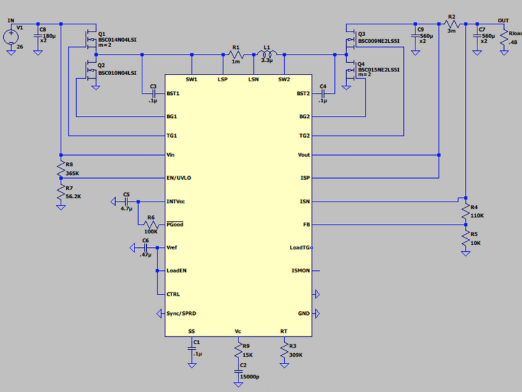 IN
V1
26
C8
180µ
x2
Q1
BSC014N04LSI
m=2
Q2
BSC010N04LSI
R1
1m
L1
3.3µ
Q3
BSC009NE2LS5I
Q4
BSC015NE2LS5I
m=2
C9
560µ
x2
R2
3m
C7
560µ
x2
OUT
Rload
.48
SW1
LSP
LSN
SW2
C3
.1µ
BST1
BST2
C4
.1µ
BG1
BG2
TG1
TG2
Vin
Vout
R8
365K
EN/UVLO
ISP
R7
56.2K
C5
4.7µ
INTVcc
ISN
R4
110K
R6
100K
PGood
FB
R5
10K
C6
.47µ
Vref
LoadTG
LoadEN
ISMON
CTRL
Sync/SPRD
GND
SS
Vc
RT
C1
.1µ
R9
15K
R3
309K
C2
15000p